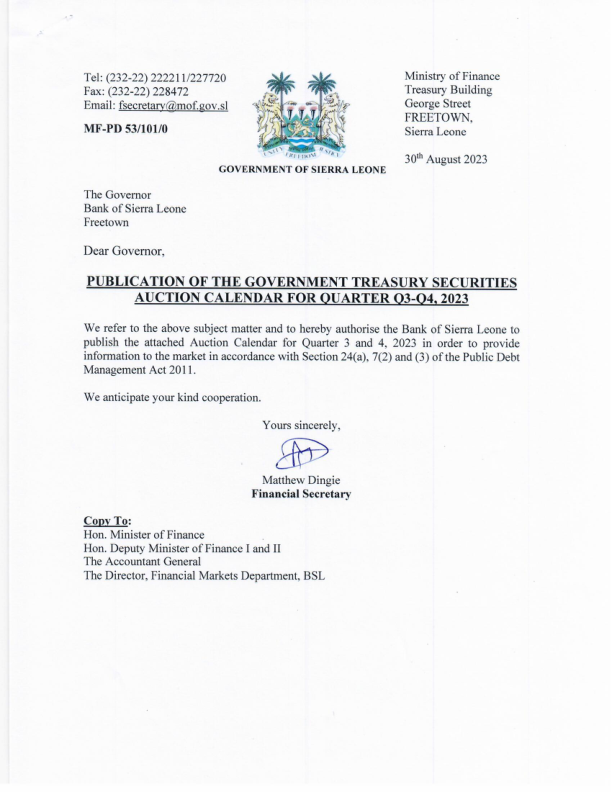 Tel: (232-22) 222211/227720
Fax: (232-22) 228472
Email: fsecretary@mof.gov.sl
MF-PD 53/101/0
Ministry of Finance
Treasury Building
George Street
FREETOWN,
Sierra Leone
30th August 2023
UNITY FREEDOM JUSTICE
GOVERNMENT OF SIERRA LEONE
The Governor
Bank of Sierra Leone
Freetown
Dear Governor,
PUBLICATION OF THE GOVERNMENT TREASURY SECURITIES
AUCTION CALENDAR FOR QUARTER Q3-Q4, 2023
We refer to the above subject matter and to hereby authorise the Bank of Sierra Leone to
publish the attached Auction Calendar for Quarter 3 and 4, 2023 in order to provide
information to the market in accordance with Section 24(a), 7(2) and (3) of the Public Debt
Management Act 2011.
We anticipate your kind cooperation.
Yours sincerely,
Matthew Dingie
Financial Secretary
Copy To:
Hon. Minister of Finance
Hon. Deputy Minister of Finance I and II
The Accountant General
The Director, Financial Markets Department, BSL